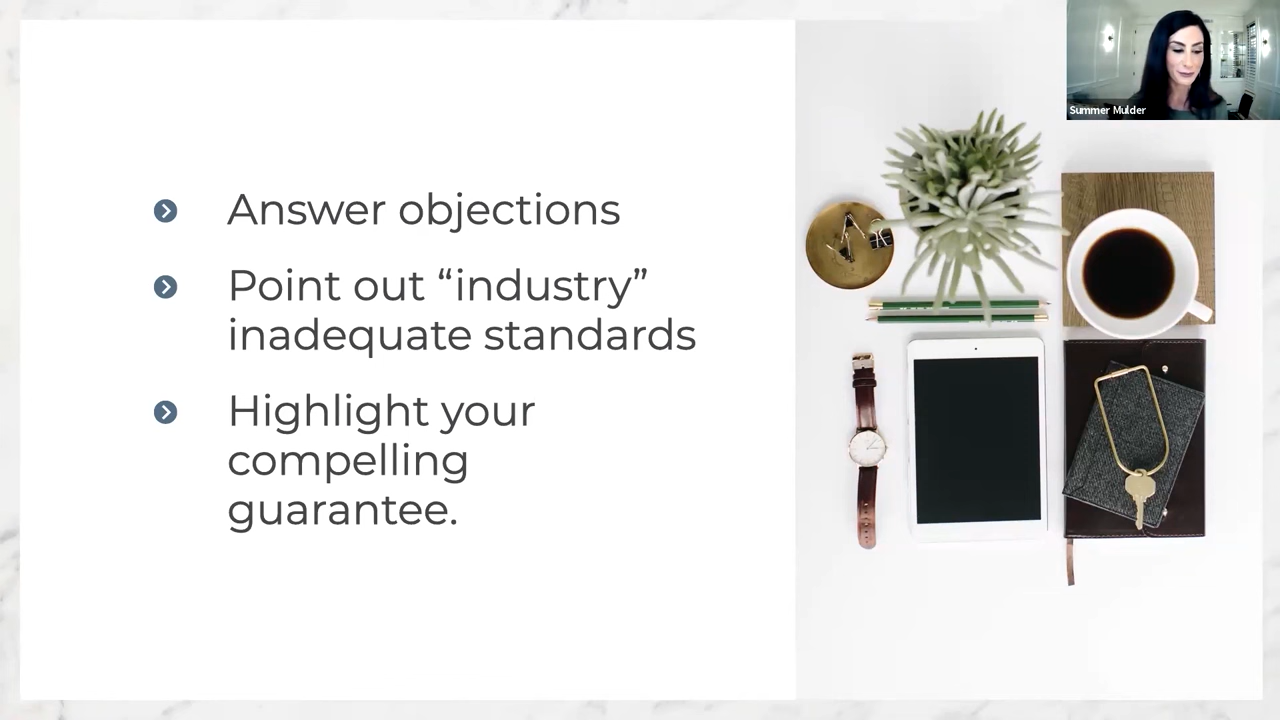 Summer Mulder
Answer objections
Point out “industry”
inadequate standards
Highlight your
compelling
guarantee.